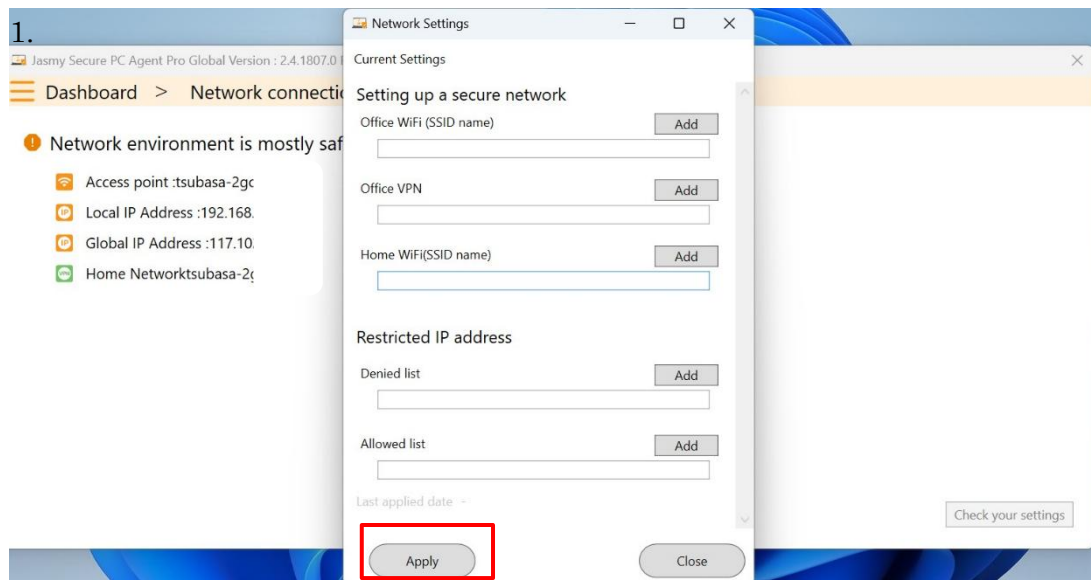 1.
Network Settings
Jasmy Secure PC Agent Pro Global Version : 2.4.1807.0
Current Settings
Dashboard > Network
Setting up a secure network
Office WiFi (SSID name) Add
Network environment is mostly
Access point :tsubasa-2
Office VPN Add
Local IP Address :192.168.
Global IP Address :117.10
Home WiFi(SSID name) Add
Home Networktsubasa-2
Restricted IP address
Denied list Add
Allowed list Add
Last applied date -
Check your settings
Apply Close